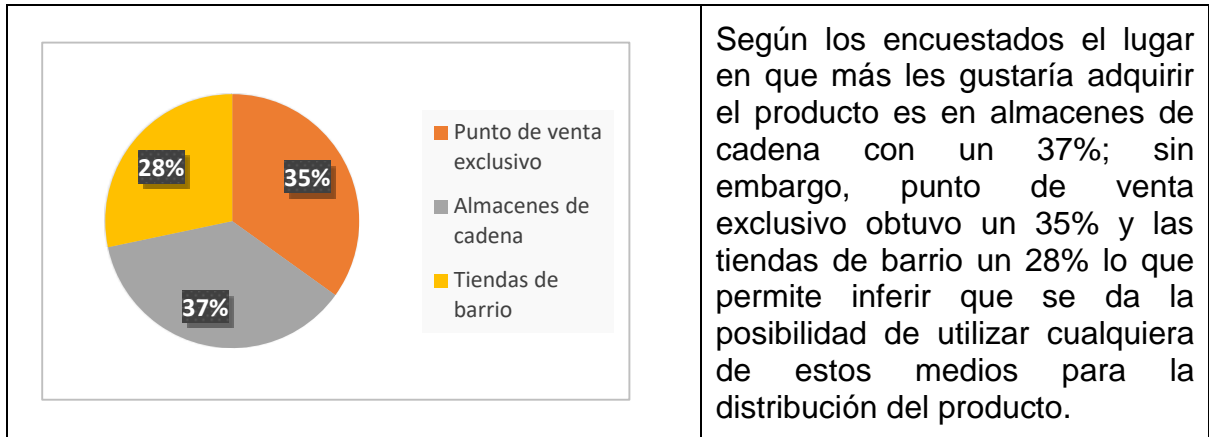 28%
35%
37%
Punto de venta
exclusivo
Almacenes de
cadena
Tiendas de
barrio
Según los encuestados el lugar
en que más les gustaría adquirir
el producto es en almacenes de
cadena con un 37%; sin
embargo, punto de venta
exclusivo obtuvo un 35% y las
tiendas de barrio un 28% lo que
permite inferir que se da la
posibilidad de utilizar cualquiera
de estos medios para la
distribución del producto.